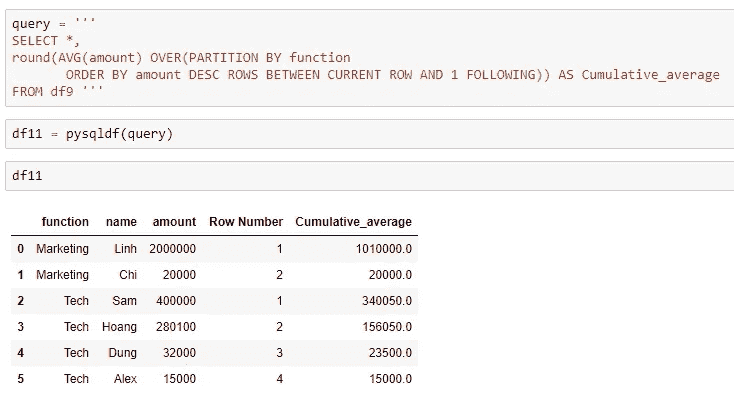 query = '''
SELECT *,
round(AVG(amount) OVER(PARTITION BY function
ORDER BY amount DESC ROWS BETWEEN CURRENT ROW AND 1 FOLLOWING)) AS Cumulative_average
FROM df9 '''
df11 = pysqldf(query)
df11
function name amount Row Number Cumulative_average
0 Marketing Linh 2000000 1 1010000.0
1 Marketing Chi 20000 2 20000.0
2 Tech Sam 400000 1 340050.0
3 Tech Hoang 280100 2 156050.0
4 Tech Dung 32000 3 23500.0
5 Tech Alex 15000 4 15000.0